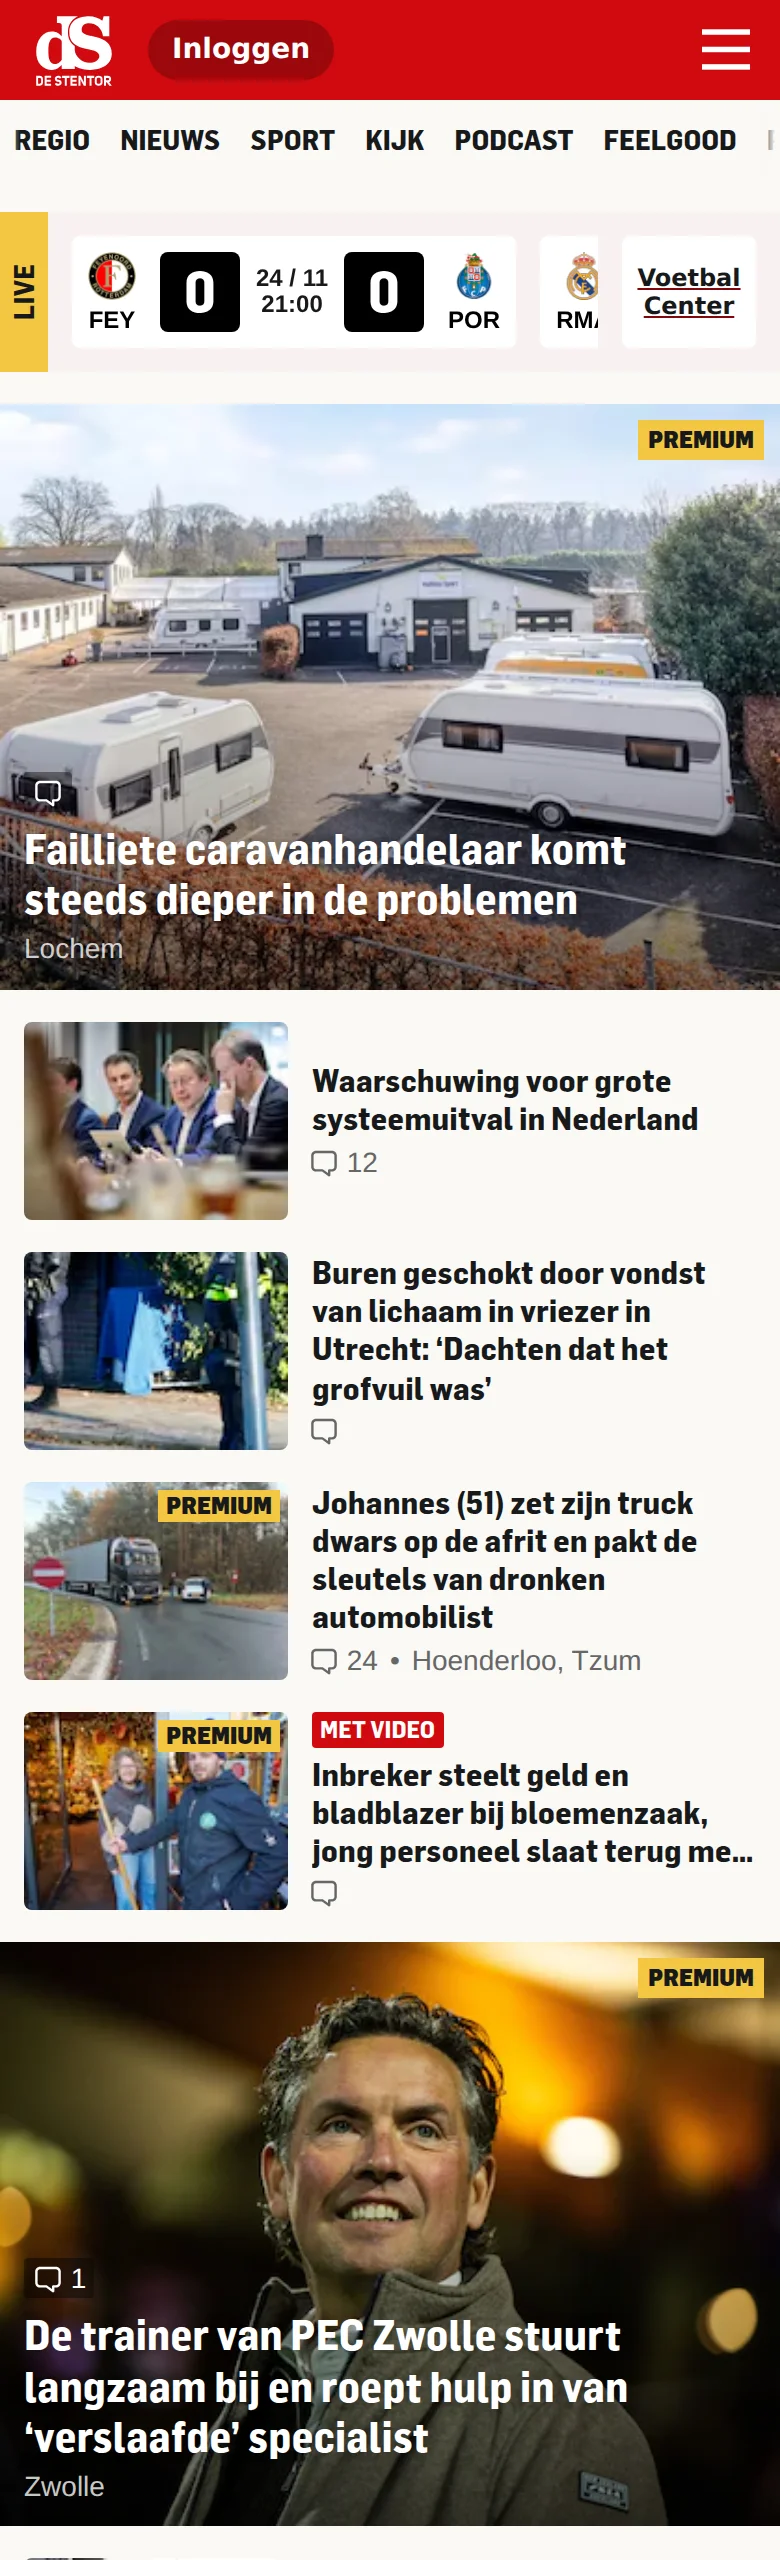 dS
DE STENTOR
Inloggen
REGIO NIEUWS SPORT KIJK PODCAST FEELGOOD
LIVE
FEY
0
24 / 11
21:00
0
POR
RMA
Voetbal
Center
PREMIUM
Failliete caravanhandelaar komt
steeds dieper in de problemen
Lochem
Waarschuwing voor grote
systeemuitval in Nederland
12
Buren geschokt door vondst
van lichaam in vriezer in
Utrecht: ‘Dachten dat het
grofvuil was’
PREMIUM
Johannes (51) zet zijn truck
dwars op de afrit en pakt de
sleutels van dronken
automobilist
24 • Hoenderloo, Tzum
PREMIUM
MET VIDEO
Inbreker steelt geld en
bladblazer bij bloemenzaak,
jong personeel slaat terug me...
PREMIUM
1
De trainer van PEC Zwolle stuurt
langzaam bij en roept hulp in van
‘verslaafde’ specialist
Zwolle